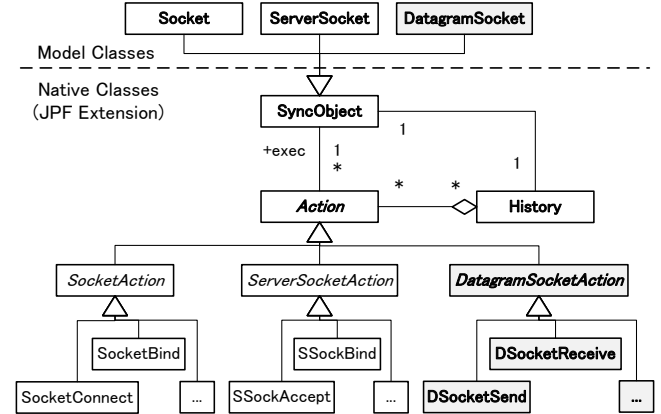 Socket
ServerSocket
DatagramSocket
Model Classes
Native Classes
(JPF Extension)
SyncObject
1
+exec
1
*
1
*
*
Action
History
SocketAction
ServerSocketAction
DatagramSocketAction
SocketBind
SSockBind
DSocketReceive
SocketConnect
...
SSockAccept
...
DSocketSend
...